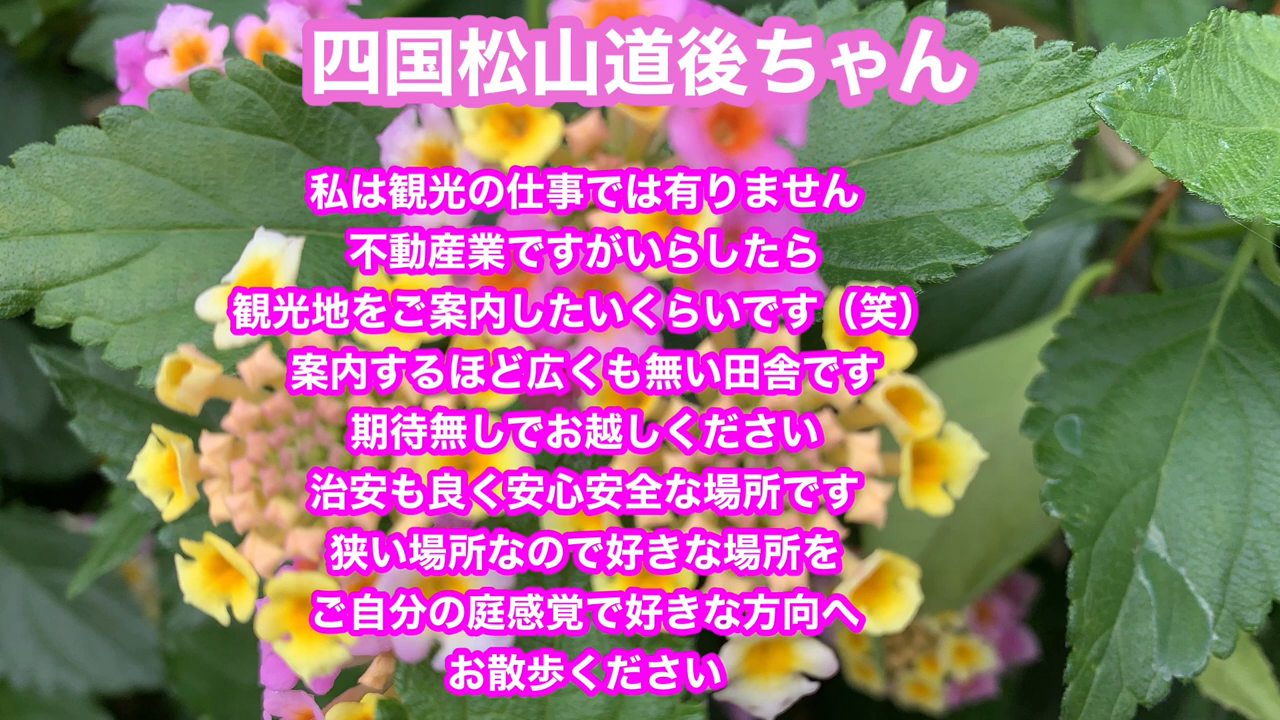 四国松山道後ちゃん
私は観光の仕事では有りません
不動産業ですがいらしたら
観光地をご案内したいくらいです（笑）
案内するほど広くも無い田舎です
期待無しでお越しください
治安も良く安心安全な場所です
狭い場所なので好きな場所を
ご自分の庭感覚で好きな方向へ
お散歩ください